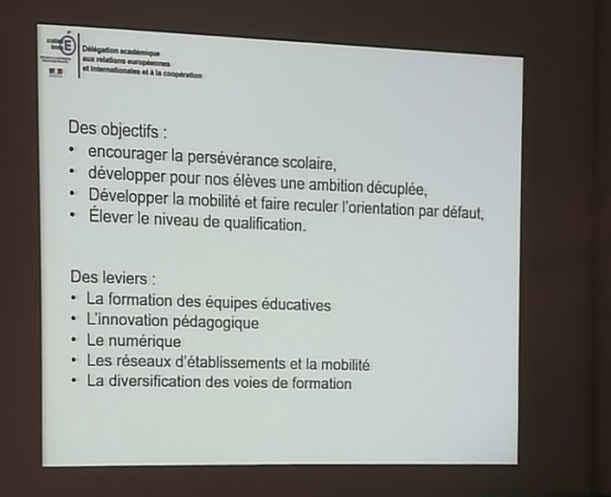 É
Délégation académique
aux relations européennes
et internationales et à la coopération
Des objectifs :
• encourager la persévérance scolaire,
• développer pour nos élèves une ambition décuplée,
• Développer la mobilité et faire reculer l'orientation par défaut,
• Élever le niveau de qualification.
Des leviers :
• La formation des équipes éducatives
• L'innovation pédagogique
• Le numérique
• Les réseaux d'établissements et la mobilité
• La diversification des voies de formation